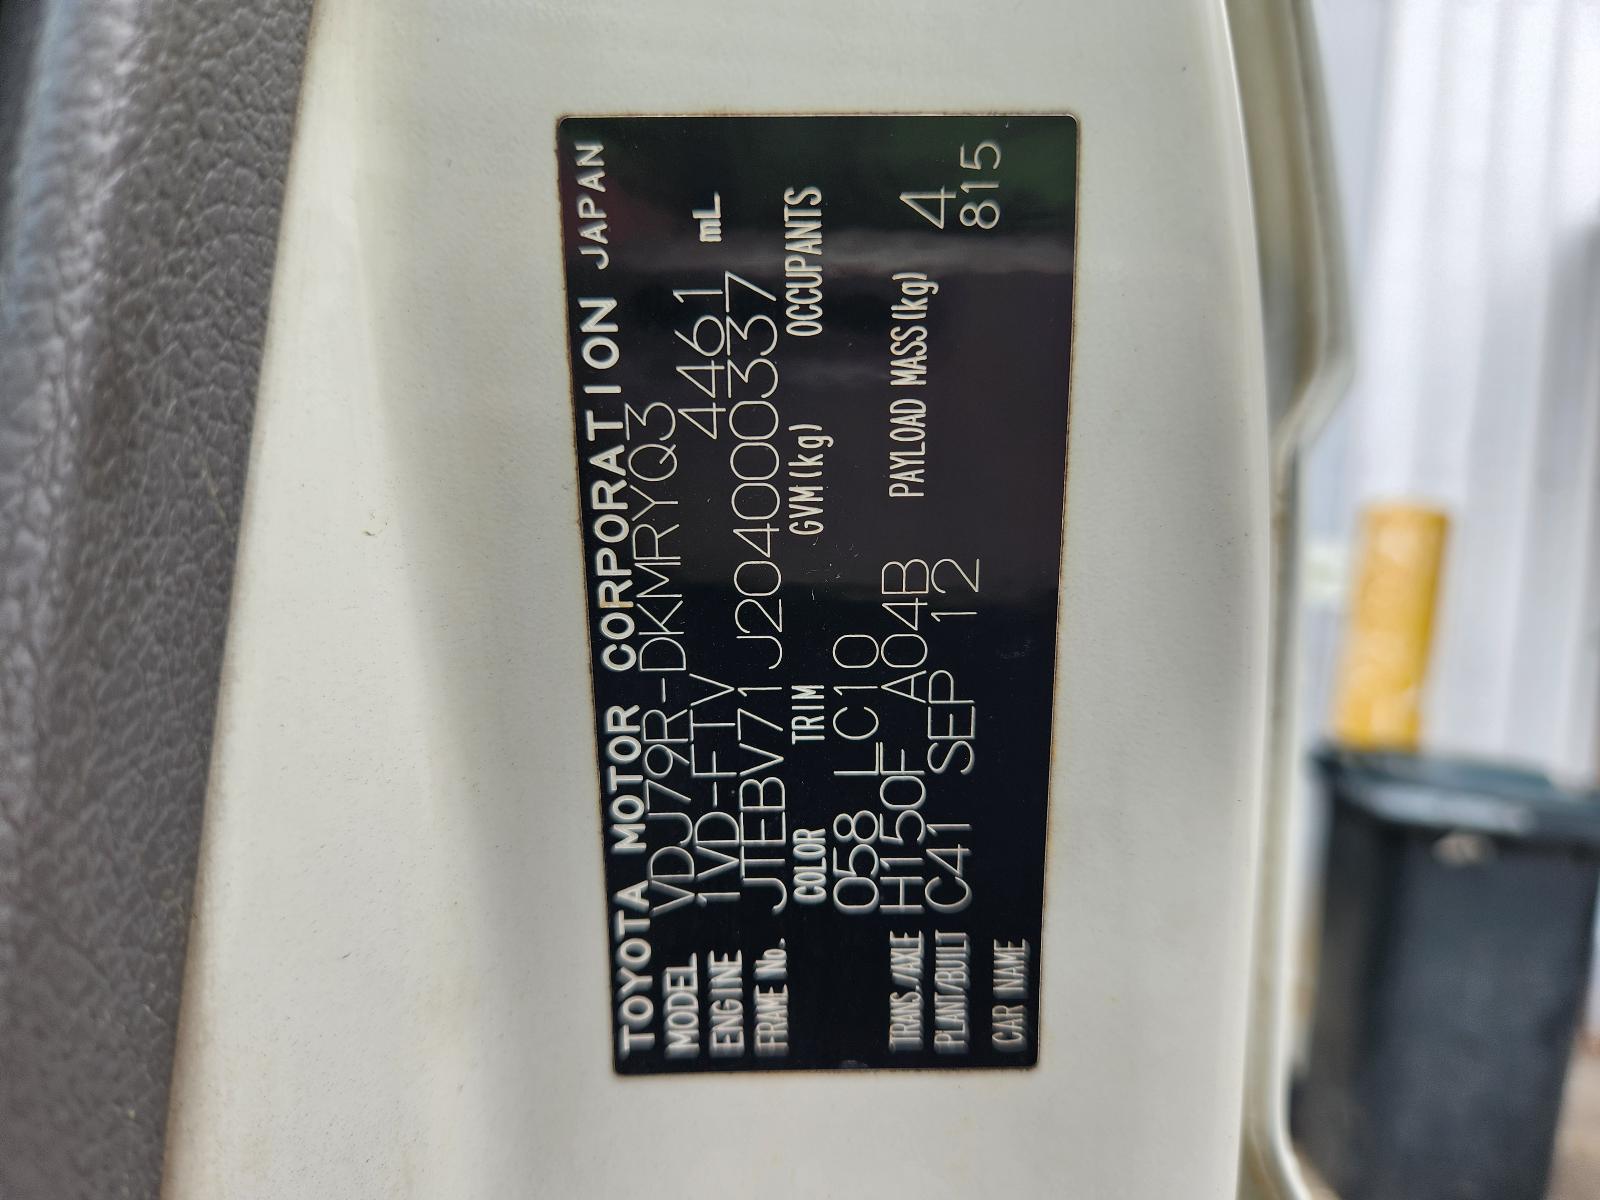 TOYOTA MOTOR CORPORATION JAPAN
MODEL VDJ79R-DKMRYQ3
ENGINE 1VD-FTV 4461 mL
FRAME No. JTEBV71J204000337
COLOR TRIM GVM(kg) OCCUPANTS
058 LC10 4
TRANS./AXLE H150F A04B PAYLOAD MASS(kg) 815
PLANT/BUILT C41 SEP 12
CAR NAME